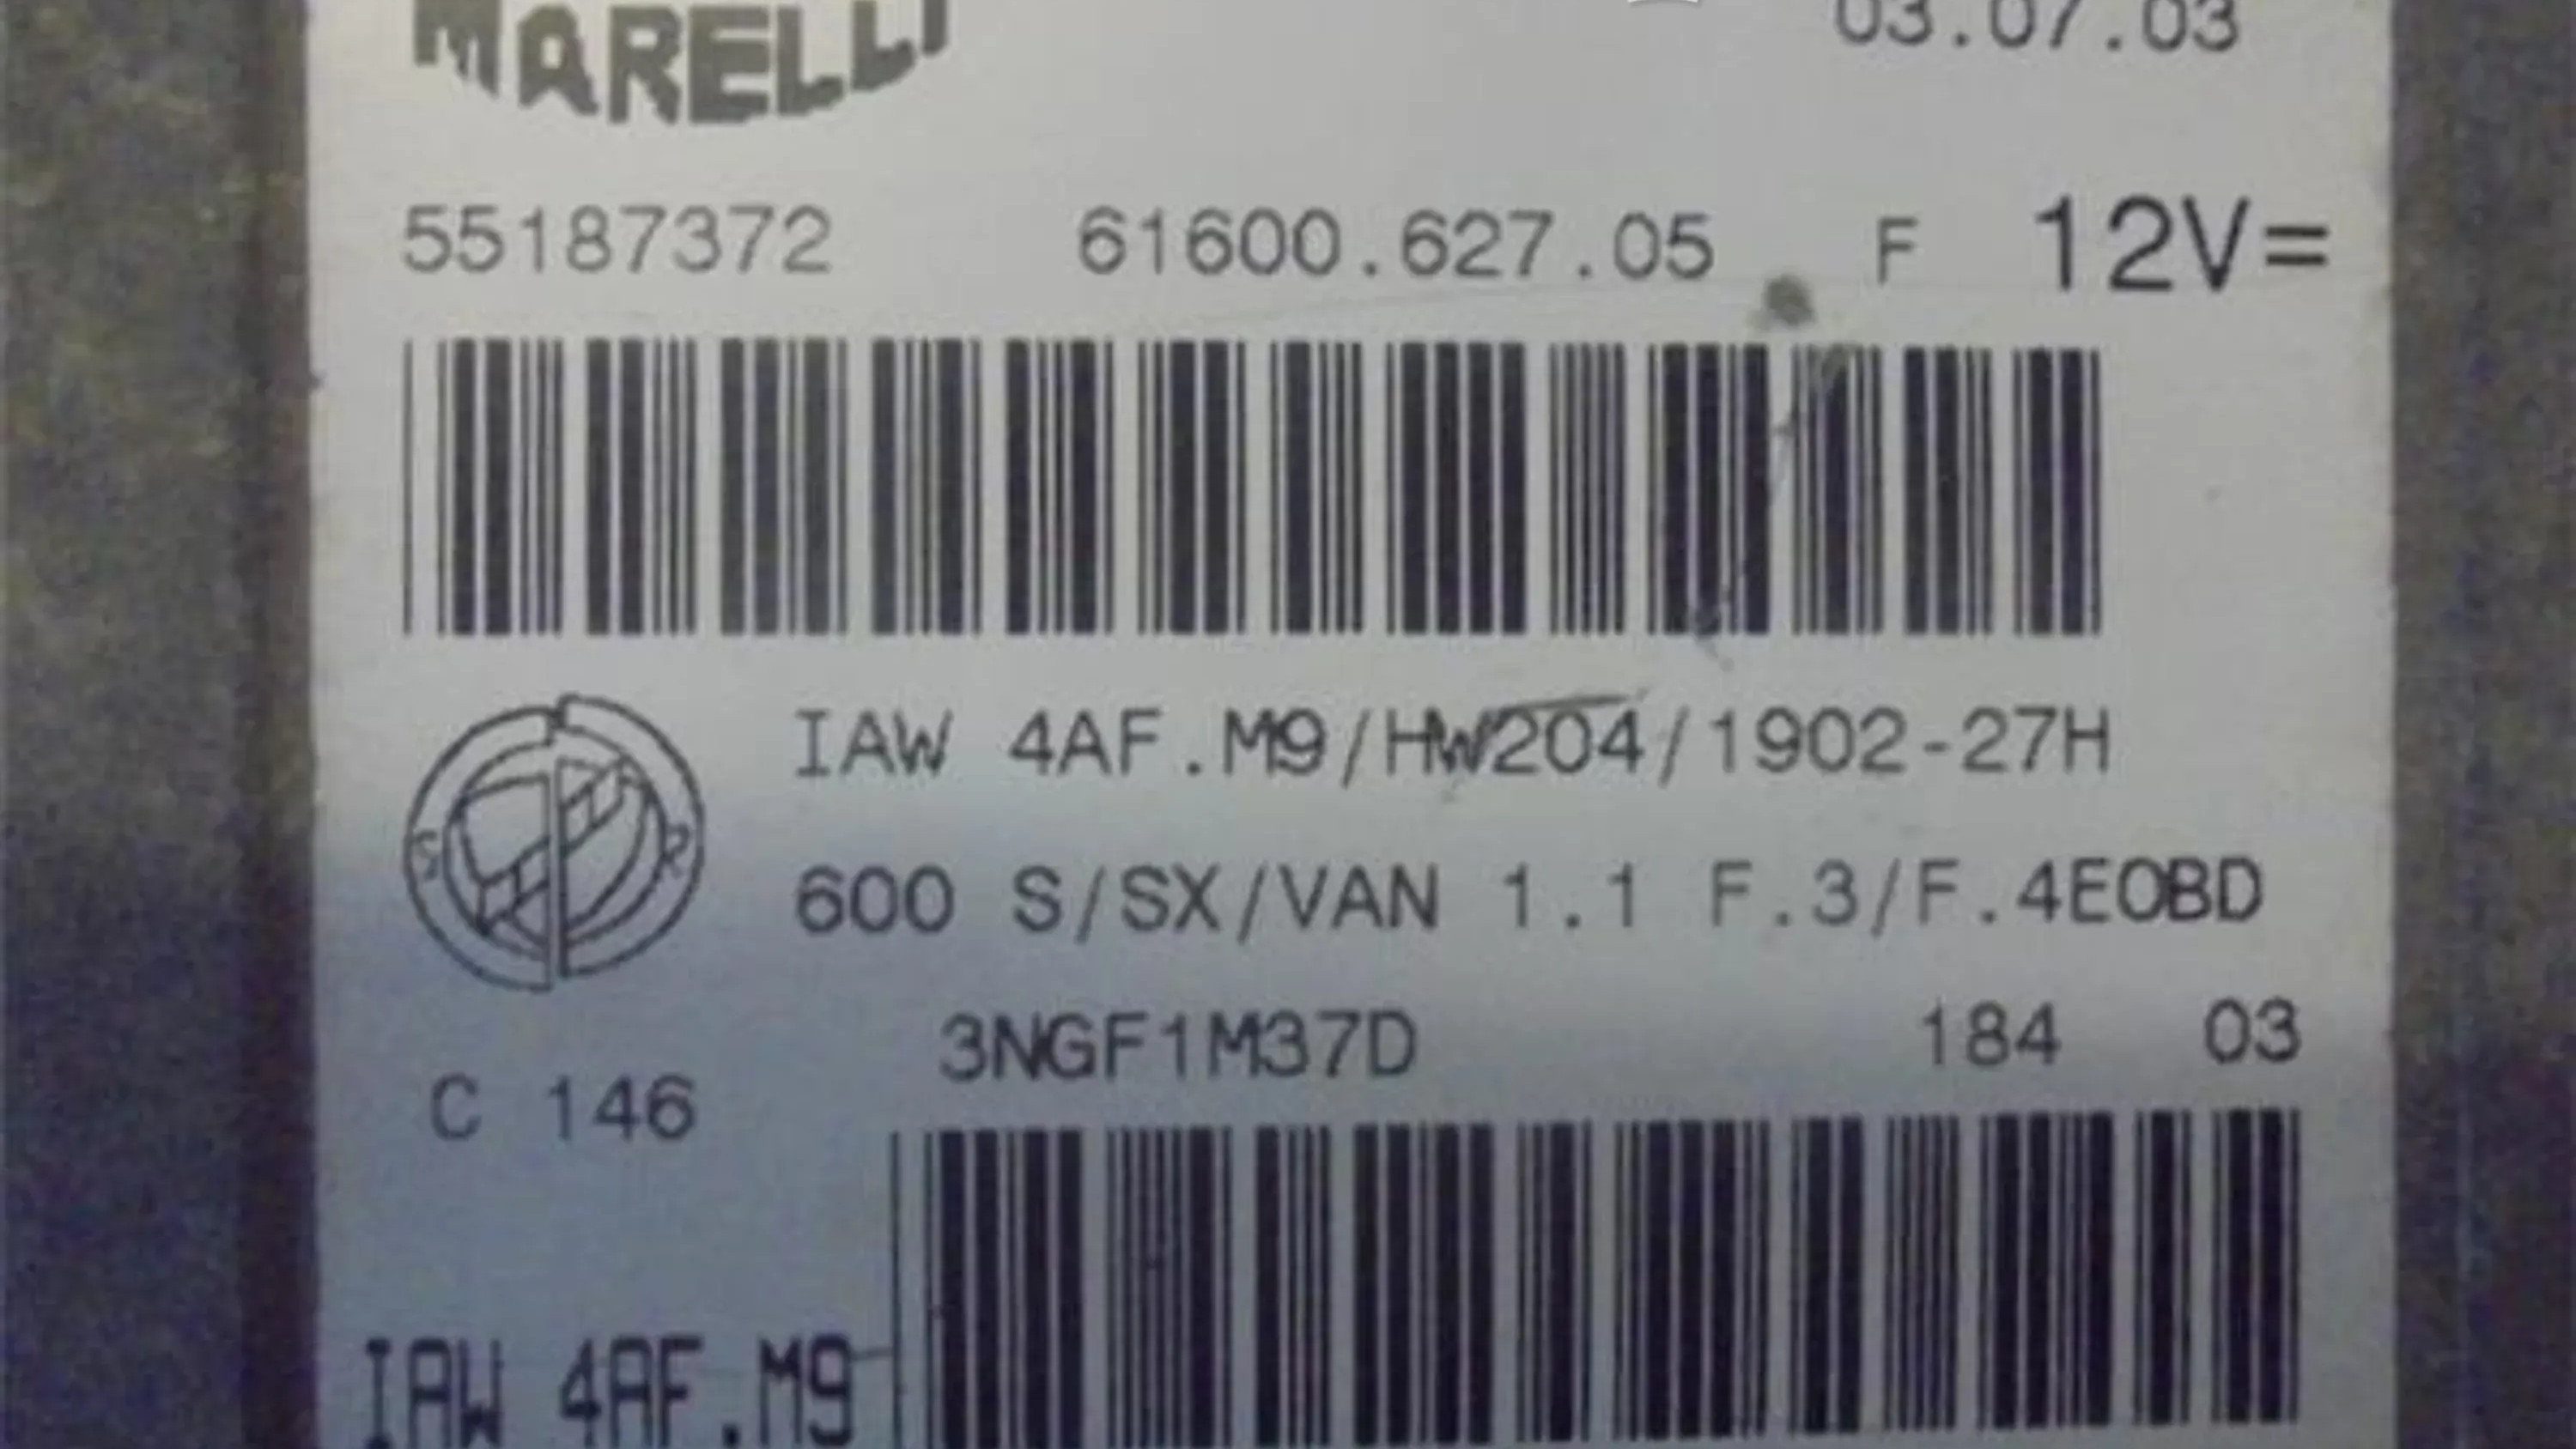 MARELLI
03.07.03
55187372 61600.627.05 F 12V=
IAW 4AF.M9/HW204/1902-27H
600 S/SX/VAN 1.1 F.3/F.4EOBD
3NGF1M37D 184 03
C 146
IAW 4AF.M9